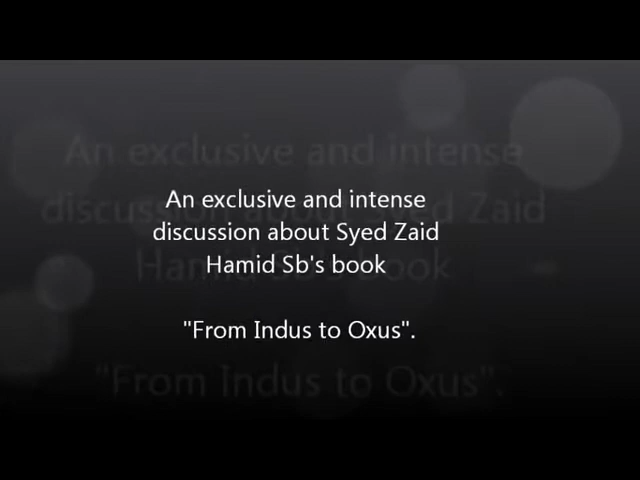 An exclusive and intense
discussion about Syed Zaid
Hamid Sb's book
"From Indus to Oxus".